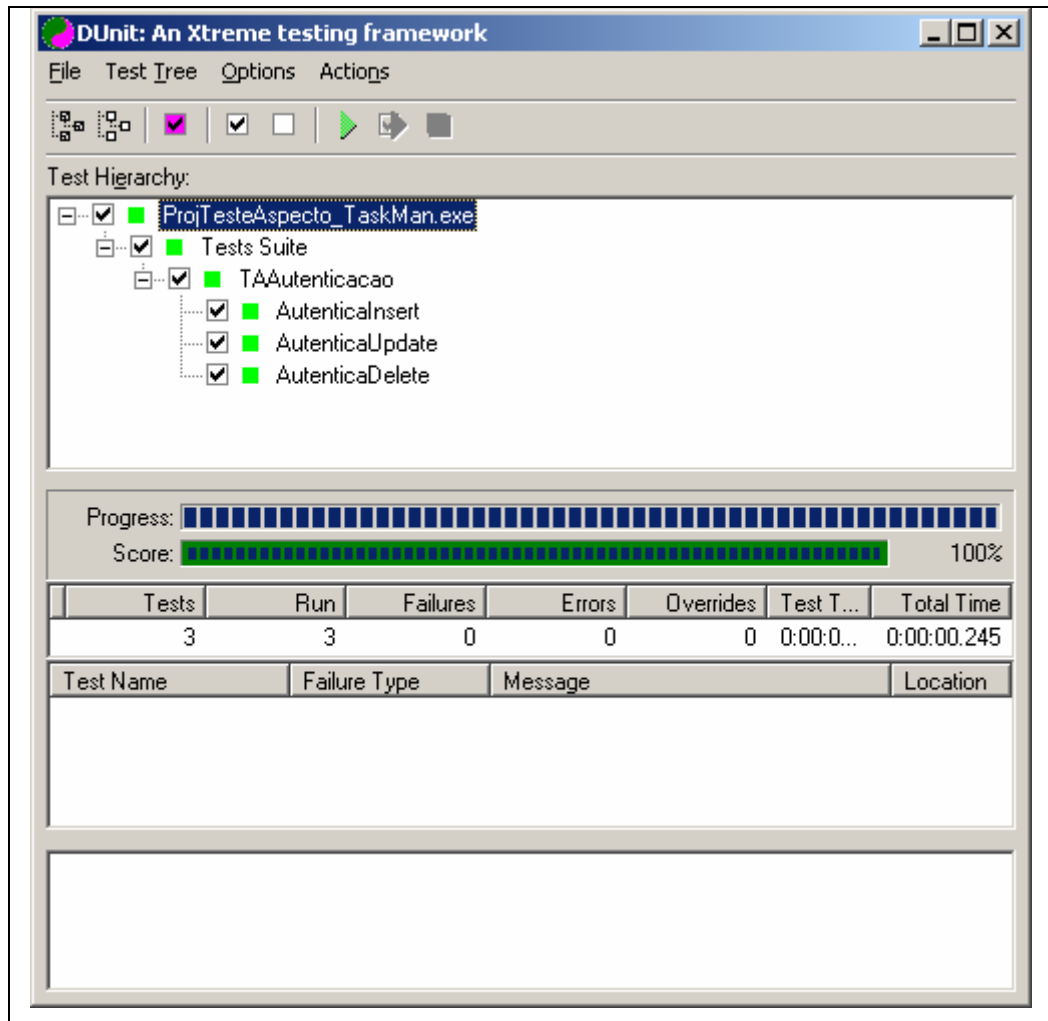 DUnit: An Xtreme testing framework
File Test Tree Options Actions
Test Hierarchy:
ProjTesteAspecto_TaskMan.exe
Tests Suite
TAAutenticacao
AutenticaInsert
AutenticaUpdate
AutenticaDelete
Progress:
Score: 100%
Tests Run Failures Errors Overrides Test T... Total Time
3 3 0 0 0 0:00:0... 0:00:00.245
Test Name Failure Type Message Location